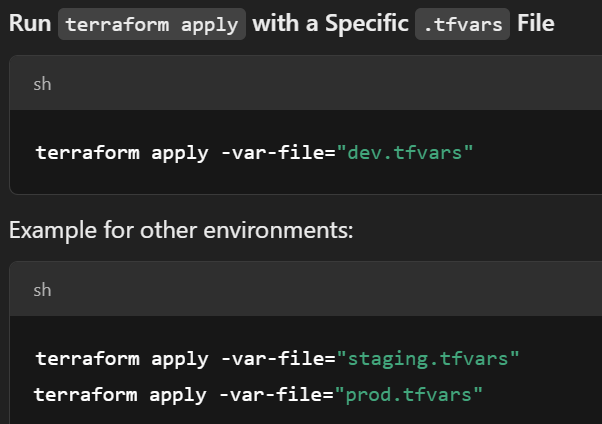 Run terraform apply with a Specific .tfvars File
sh
terraform apply -var-file="dev.tfvars"
Example for other environments:
sh
terraform apply -var-file="staging.tfvars"
terraform apply -var-file="prod.tfvars"